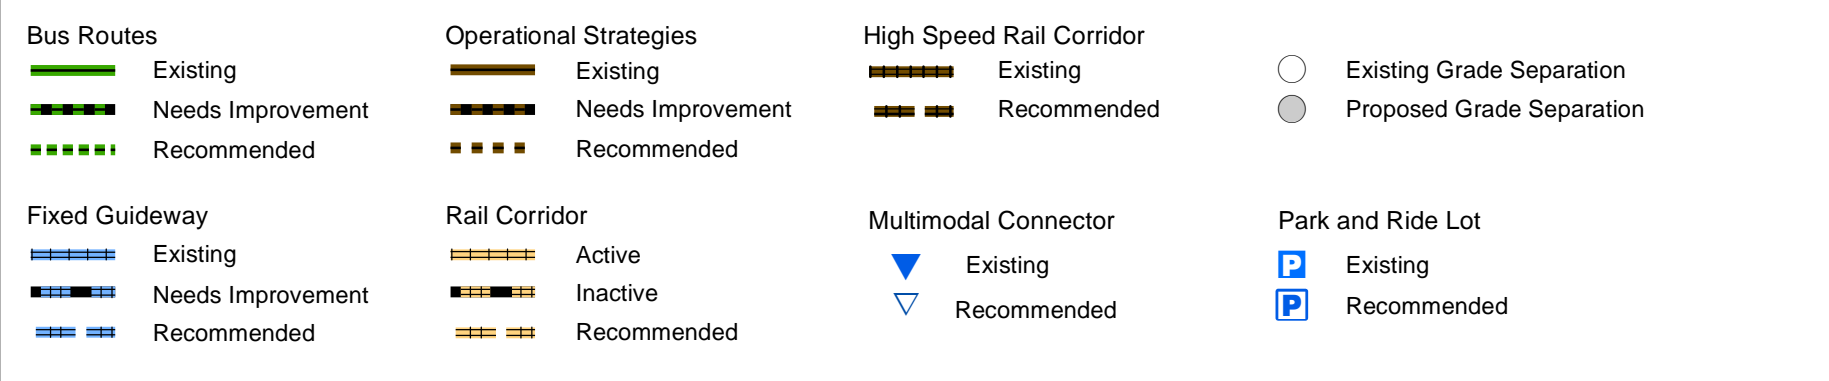 Bus Routes
Existing
Needs Improvement
Recommended
Operational Strategies
Existing
Needs Improvement
Recommended
High Speed Rail Corridor
Existing
Recommended
Existing Grade Separation
Proposed Grade Separation
Fixed Guideway
Existing
Needs Improvement
Recommended
Rail Corridor
Active
Inactive
Recommended
Multimodal Connector
Existing
Recommended
Park and Ride Lot
P Existing
P Recommended